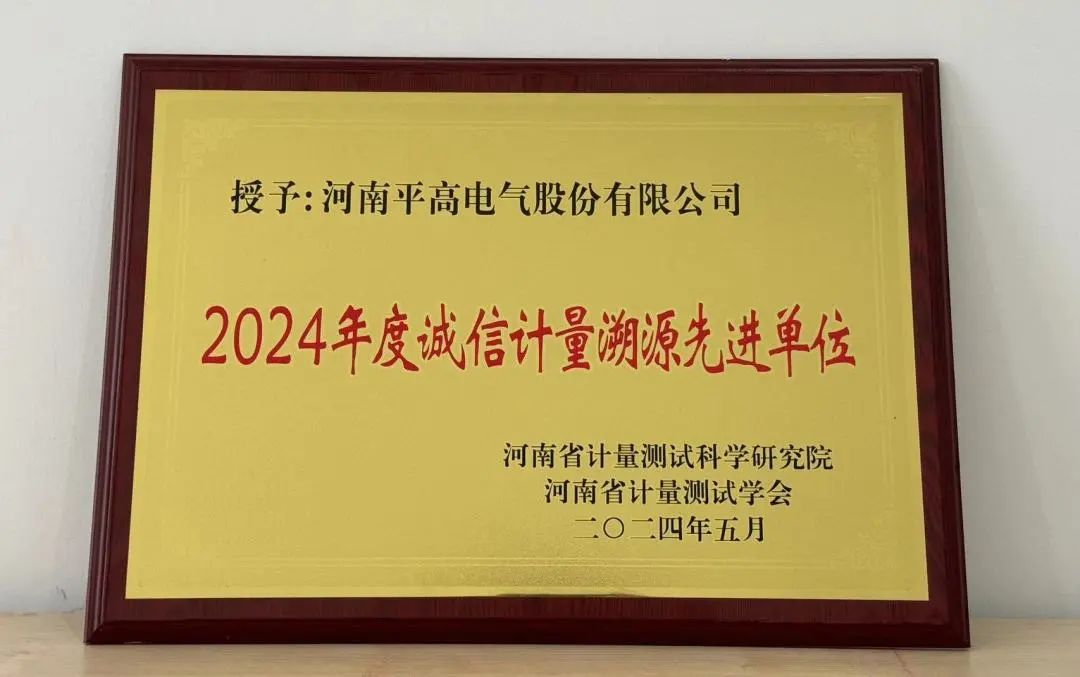 授予:河南平高电气股份有限公司
2024年度诚信计量溯源先进单位
河南省计量测试科学研究院
河南省计量测试学会
二〇二四年五月